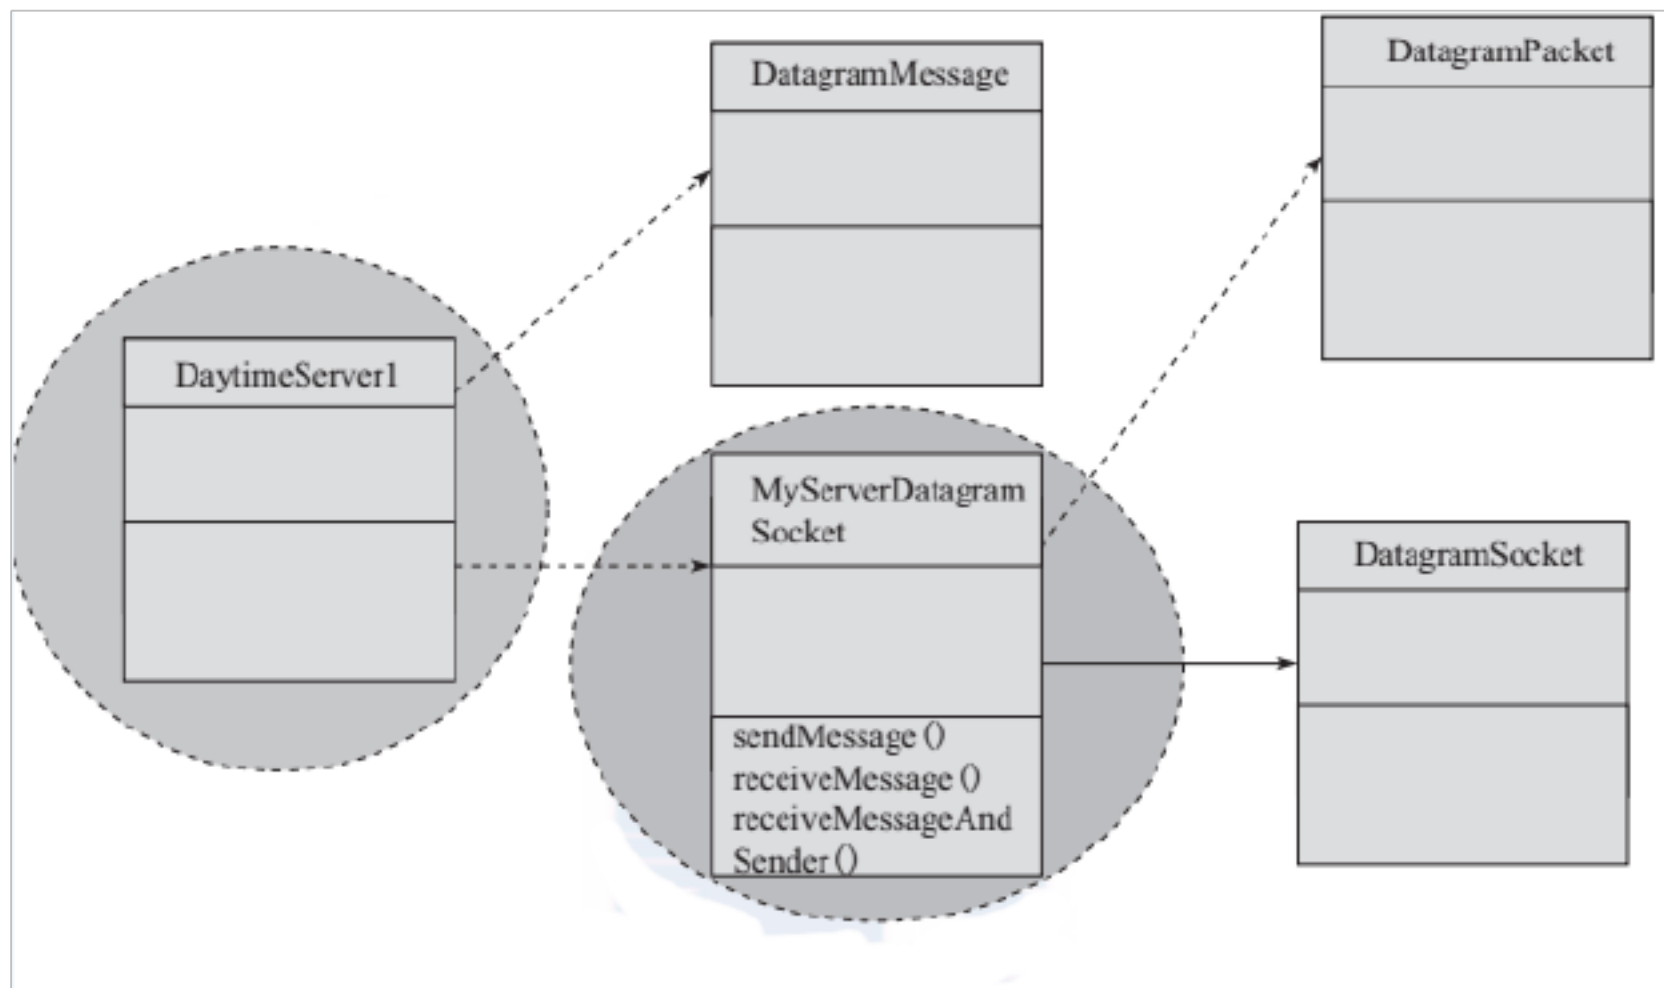 DatagramMessage
DatagramPacket
DaytimeServer1
MyServerDatagram
Socket
DatagramSocket
sendMessage ()
receiveMessage ()
receiveMessageAnd
Sender ()